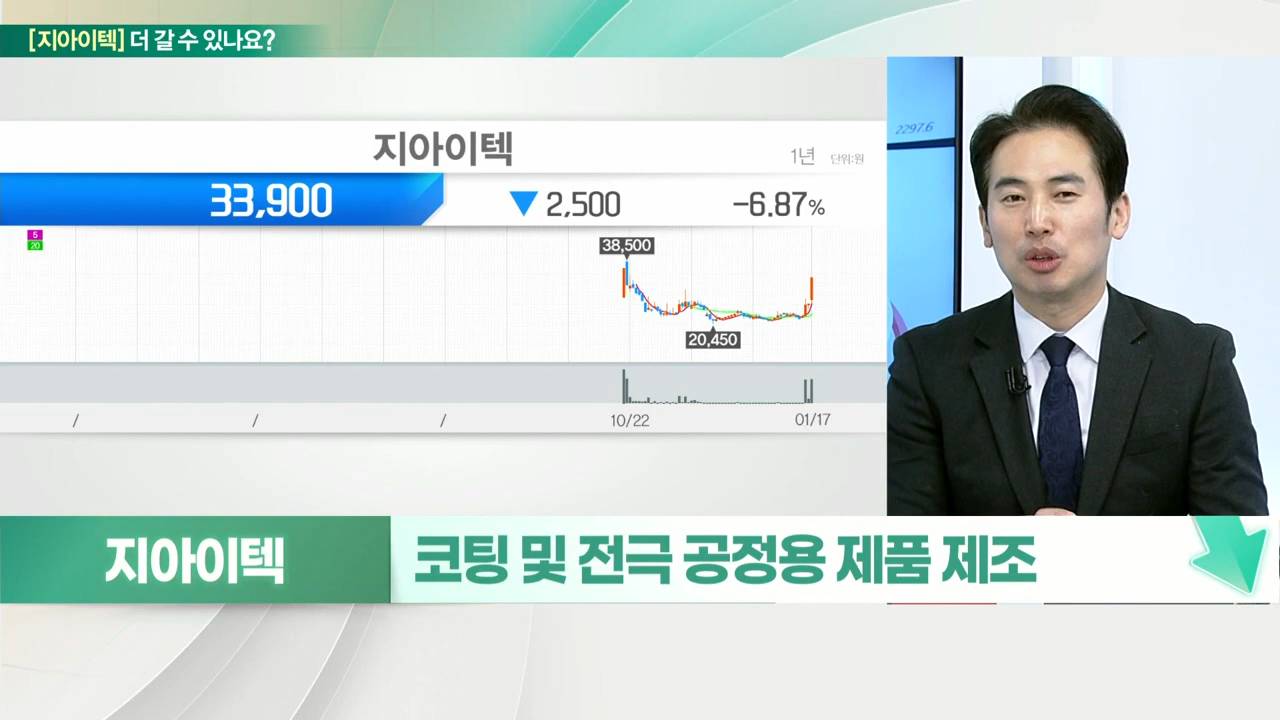 [지아이텍] 더 갈 수 있나요?
2297.6
지아이텍
1년 단위:원
33,900 ▼ 2,500 -6.87%
5
20
38,500
20,450
/ / / 10/22 01/17
지아이텍 코팅 및 전극 공정용 제품 제조